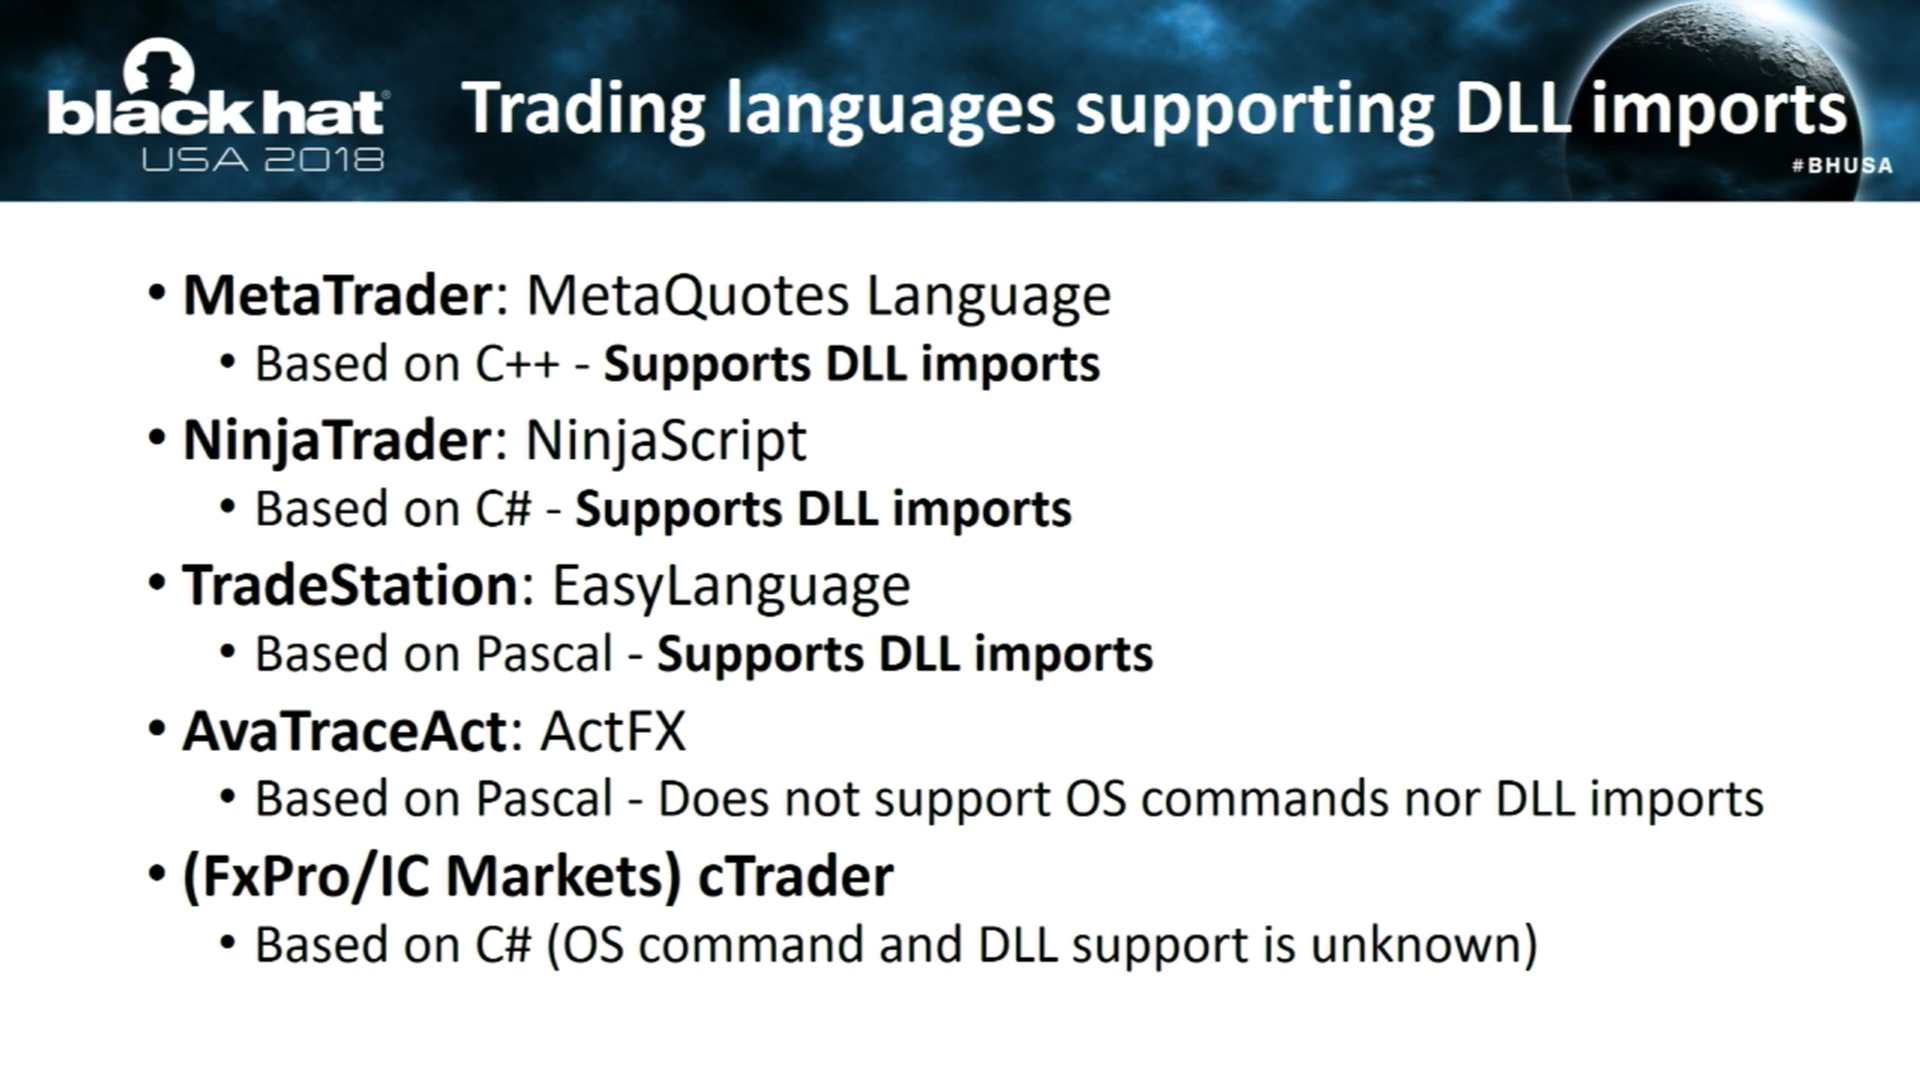 black hat®
USA 2018
Trading languages supporting DLL imports
#BHUSA
• MetaTrader: MetaQuotes Language
• Based on C++ - Supports DLL imports
• NinjaTrader: NinjaScript
• Based on C# - Supports DLL imports
• TradeStation: EasyLanguage
• Based on Pascal - Supports DLL imports
• AvaTraceAct: ActFX
• Based on Pascal - Does not support OS commands nor DLL imports
• (FxPro/IC Markets) cTrader
• Based on C# (OS command and DLL support is unknown)